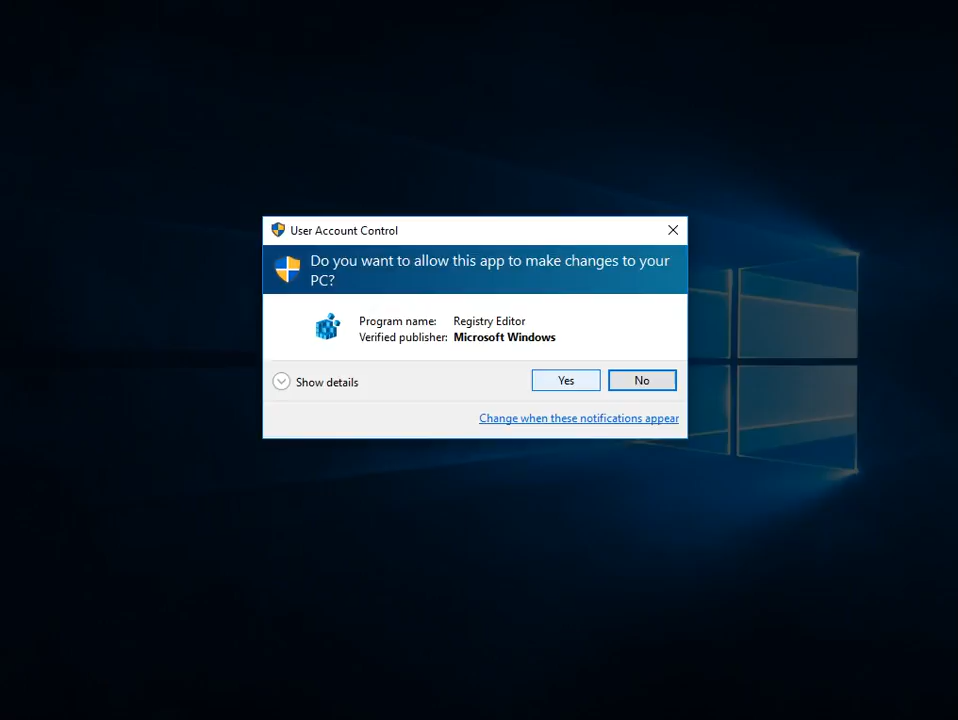 User Account Control
Do you want to allow this app to make changes to your
PC?
Program name: Registry Editor
Verified publisher: Microsoft Windows
Show details
Yes
No
Change when these notifications appear